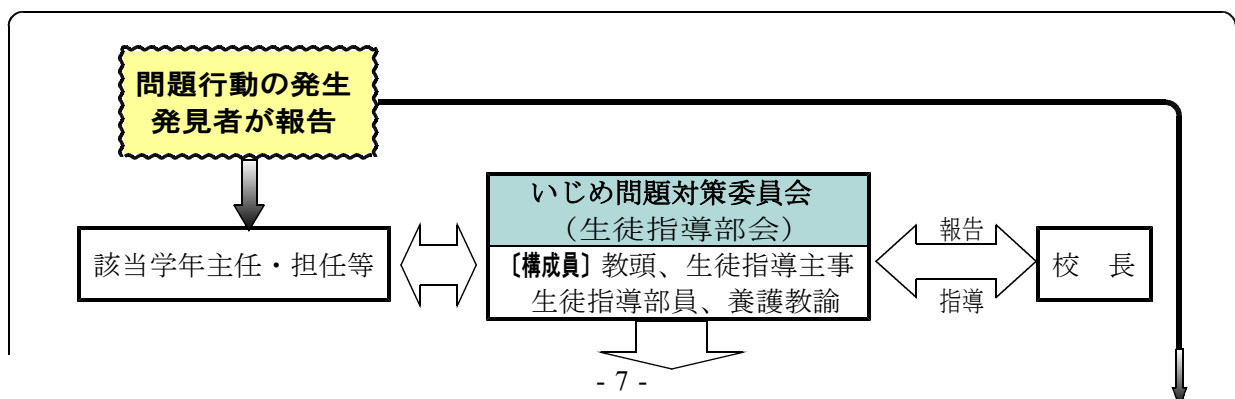 問題行動の発生
発見者が報告
いじめ問題対策委員会
(生徒指導部会)
該当学年主任・担任等
〔構成員〕教頭、生徒指導主事
生徒指導部員、養護教諭
報告
指導
校　長
- 7 -